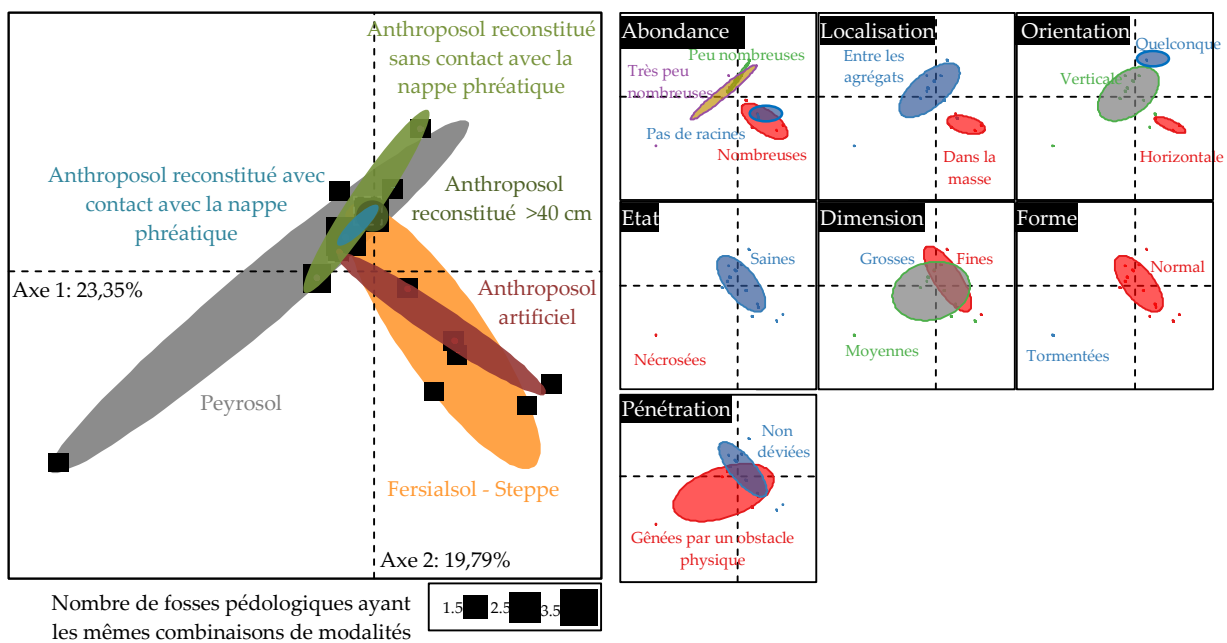 Anthroposol reconstitué
sans contact avec la
nappe phréatique
Anthroposol reconstitué avec
contact avec la nappe
phréatique
Anthroposol
reconstitué >40 cm
Axe 1: 23,35%
Anthroposol
artificiel
Peyrosol
Fersialsol - Steppe
Axe 2: 19,79%
Nombre de fosses pédologiques ayant
les mêmes combinaisons de modalités
1.5 2.5 3.5
Abondance
Peu nombreuses
Très peu
nombreuses
Pas de racines
Nombreuses
Localisation
Entre les
agrégats
Dans la
masse
Orientation
Quelconque
Verticale
Horizontale
Etat
Saines
Nécrosées
Dimension
Grosses
Fines
Moyennes
Forme
Normal
Tormentées
Pénétration
Non
déviées
Gênées par un obstacle
physique